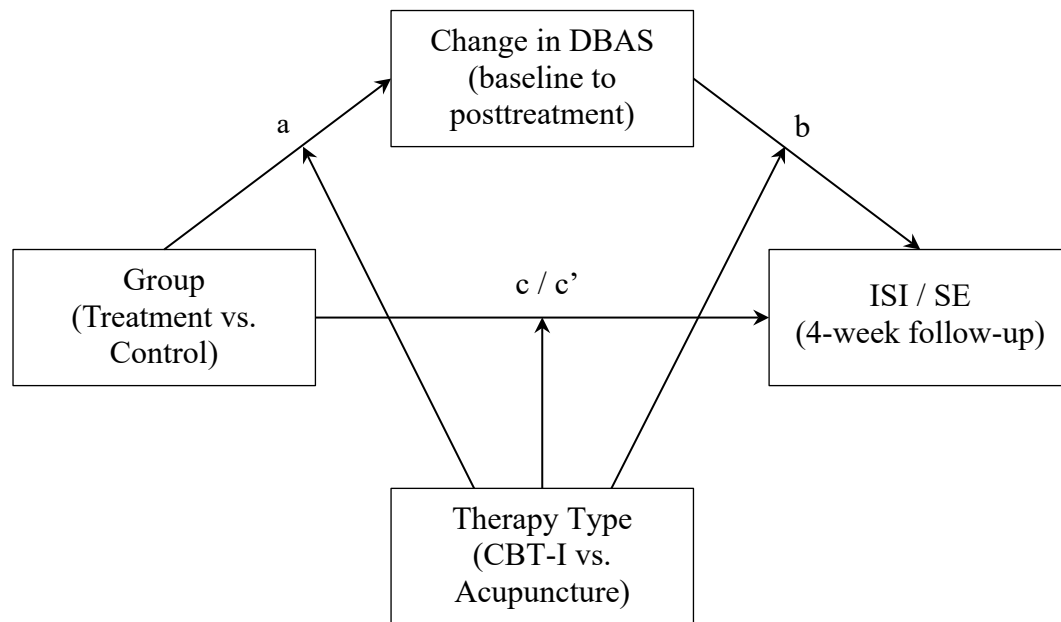 Change in DBAS
(baseline to
posttreatment)
a
b
Group
(Treatment vs.
Control)
c / c’
ISI / SE
(4-week follow-up)
Therapy Type
(CBT-I vs.
Acupuncture)